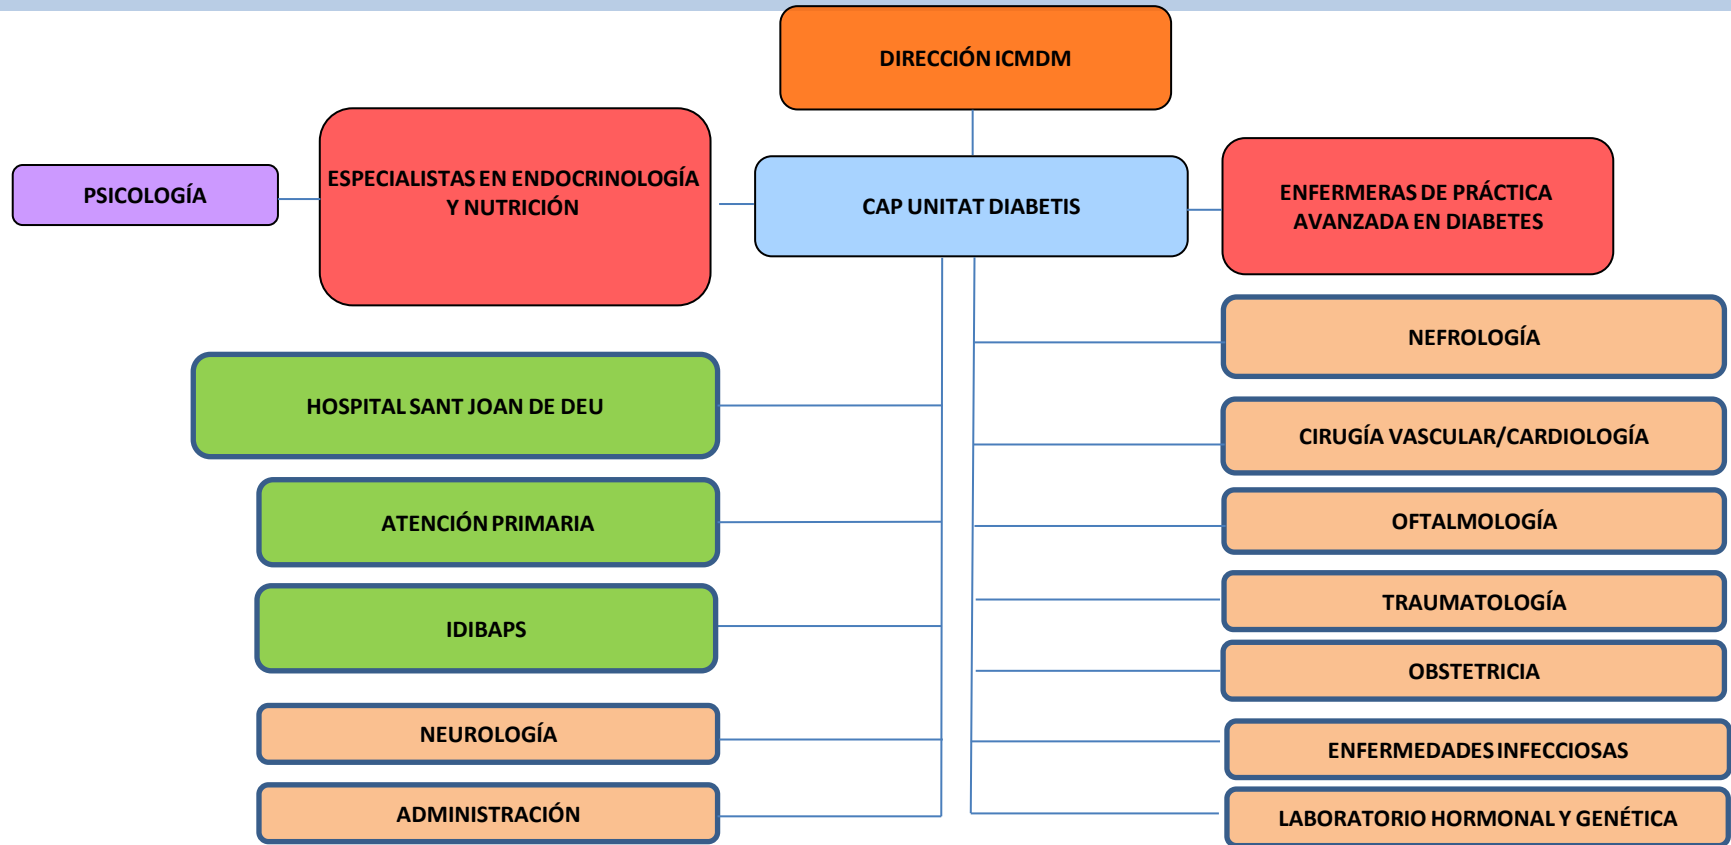 DIRECCIÓN ICMDM
PSICOLOGÍA
ESPECIALISTAS EN ENDOCRINOLOGÍA
Y NUTRICIÓN
CAP UNITAT DIABETIS
ENFERMERAS DE PRÁCTICA
AVANZADA EN DIABETES
HOSPITAL SANT JOAN DE DEU
ATENCIÓN PRIMARIA
IDIBAPS
NEUROLOGÍA
ADMINISTRACIÓN
NEFROLOGÍA
CIRUGÍA VASCULAR/CARDIOLOGÍA
OFTALMOLOGÍA
TRAUMATOLOGÍA
OBSTETRICIA
ENFERMEDADES INFECCIOSAS
LABORATORIO HORMONAL Y GENÉTICA